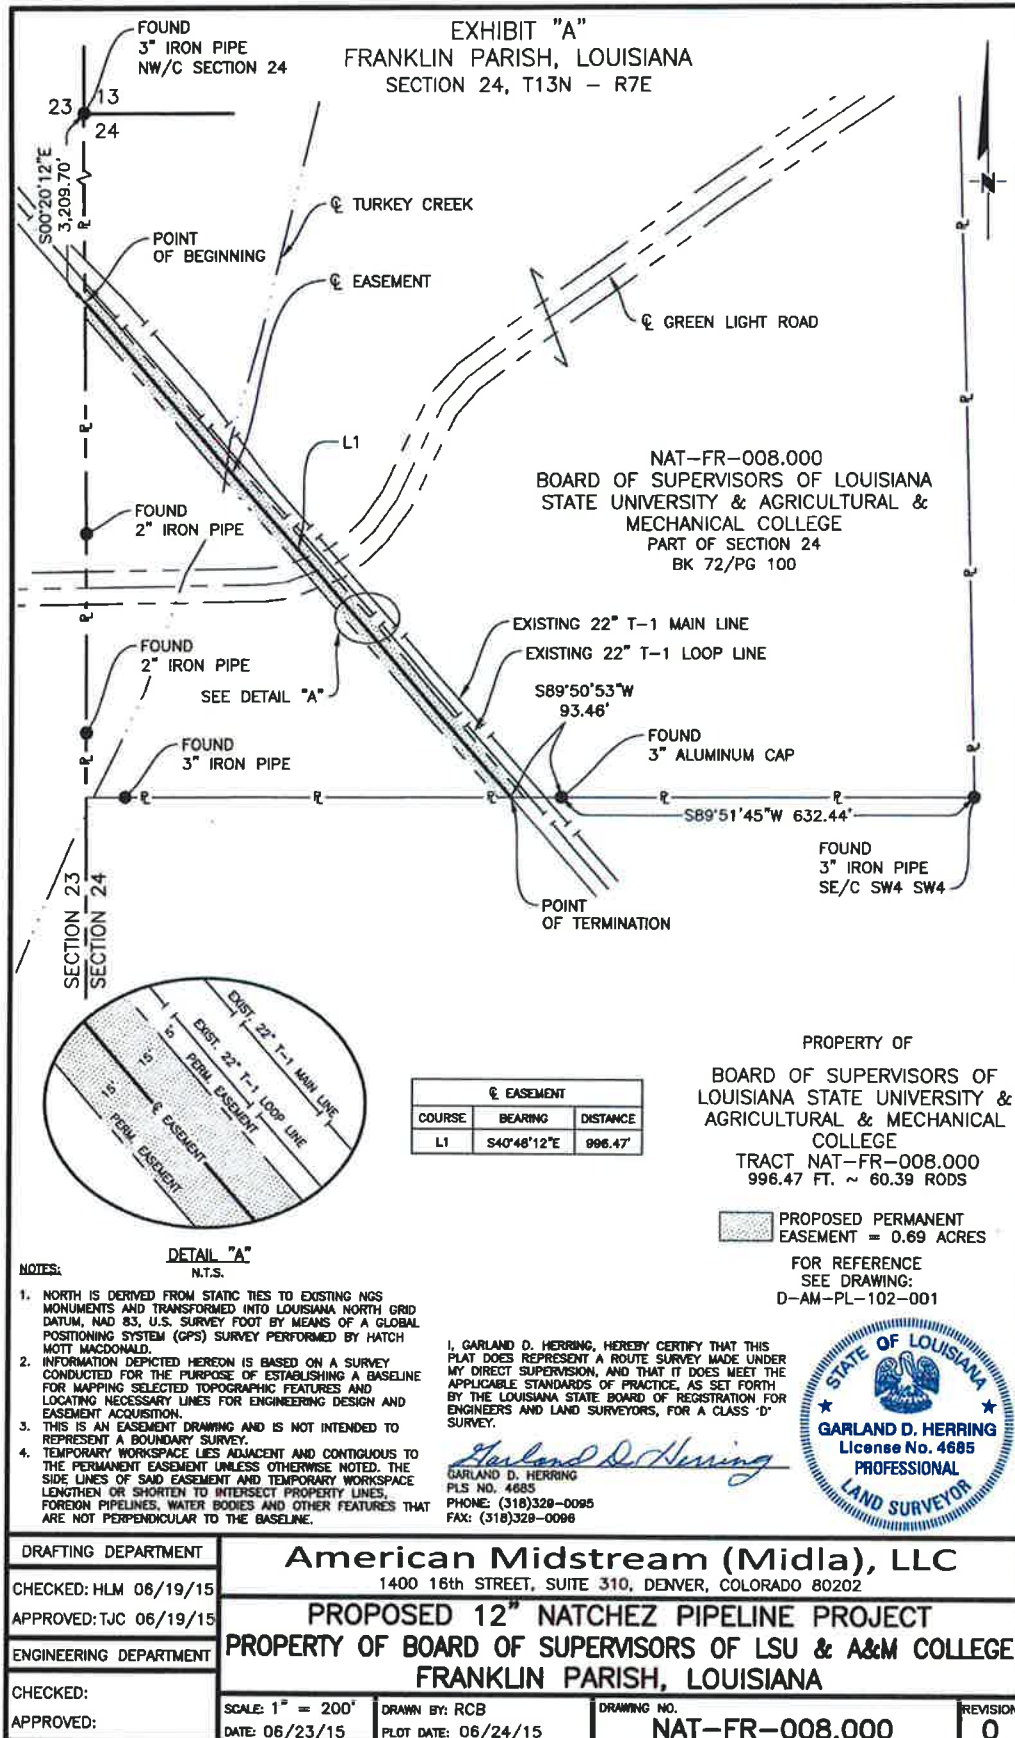 EXHIBIT "A"
FRANKLIN PARISH, LOUISIANA
SECTION 24, T13N - R7E
FOUND
3" IRON PIPE
NW/C SECTION 24
23
13
24
S00°20'12"E
3,209.70'
℄ TURKEY CREEK
POINT
OF BEGINNING
℄ EASEMENT
℄ GREEN LIGHT ROAD
L1
NAT-FR-008.000
BOARD OF SUPERVISORS OF LOUISIANA
STATE UNIVERSITY & AGRICULTURAL &
MECHANICAL COLLEGE
PART OF SECTION 24
BK 72/PG 100
FOUND
2" IRON PIPE
EXISTING 22" T-1 MAIN LINE
EXISTING 22" T-1 LOOP LINE
FOUND
2" IRON PIPE
SEE DETAIL "A"
S89°50'53"W
93.46'
FOUND
3" IRON PIPE
FOUND
3" ALUMINUM CAP
S89°51'45"W 632.44'
FOUND
3" IRON PIPE
SE/C SW4 SW4
POINT
OF TERMINATION
SECTION 23
SECTION 24
N
EXIST. 22" T-1 MAIN LINE
EXIST. 22" T-1 LOOP LINE
PERM. EASEMENT
℄ EASEMENT
PERM. EASEMENT
15'
15'
DETAIL "A"
N.T.S.
℄ EASEMENT
COURSE BEARING DISTANCE
L1 S40°48'12"E 996.47'
PROPERTY OF
BOARD OF SUPERVISORS OF
LOUISIANA STATE UNIVERSITY &
AGRICULTURAL & MECHANICAL
COLLEGE
TRACT NAT-FR-008.000
996.47 FT. ~ 60.39 RODS
PROPOSED PERMANENT
EASEMENT = 0.69 ACRES
FOR REFERENCE
SEE DRAWING:
D-AM-PL-102-001
NOTES:
1. NORTH IS DERIVED FROM STATIC TIES TO EXISTING NGS
MONUMENTS AND TRANSFORMED INTO LOUISIANA NORTH GRID
DATUM, NAD 83, U.S. SURVEY FOOT BY MEANS OF A GLOBAL
POSITIONING SYSTEM (GPS) SURVEY PERFORMED BY HATCH
MOTT MACDONALD.
2. INFORMATION DEPICTED HEREON IS BASED ON A SURVEY
CONDUCTED FOR THE PURPOSE OF ESTABLISHING A BASELINE
FOR MAPPING SELECTED TOPOGRAPHIC FEATURES AND
LOCATING NECESSARY LINES FOR ENGINEERING DESIGN AND
EASEMENT ACQUISITION.
3. THIS IS AN EASEMENT DRAWING AND IS NOT INTENDED TO
REPRESENT A BOUNDARY SURVEY.
4. TEMPORARY WORKSPACE LIES ADJACENT AND CONTIGUOUS TO
THE PERMANENT EASEMENT UNLESS OTHERWISE NOTED. THE
SIDE LINES OF SAID EASEMENT AND TEMPORARY WORKSPACE
LENGTHEN OR SHORTEN TO INTERSECT PROPERTY LINES,
FOREIGN PIPELINES, WATER BODIES AND OTHER FEATURES THAT
ARE NOT PERPENDICULAR TO THE BASELINE.
I, GARLAND D. HERRING, HEREBY CERTIFY THAT THIS
PLAT DOES REPRESENT A ROUTE SURVEY MADE UNDER
MY DIRECT SUPERVISION, AND THAT IT DOES MEET THE
APPLICABLE STANDARDS OF PRACTICE, AS SET FORTH
BY THE LOUISIANA STATE BOARD OF REGISTRATION FOR
ENGINEERS AND LAND SURVEYORS, FOR A CLASS "D"
SURVEY.
Garland D. Herring
GARLAND D. HERRING
PLS NO. 4685
PHONE: (318)329-0095
FAX: (318)329-0096
STATE OF LOUISIANA
GARLAND D. HERRING
License No. 4685
PROFESSIONAL
LAND SURVEYOR
DRAFTING DEPARTMENT
CHECKED: HLM 06/19/15
APPROVED: TJC 06/19/15
ENGINEERING DEPARTMENT
CHECKED:
APPROVED:
American Midstream (Midla), LLC
1400 16th STREET, SUITE 310, DENVER, COLORADO 80202
PROPOSED 12" NATCHEZ PIPELINE PROJECT
PROPERTY OF BOARD OF SUPERVISORS OF LSU & A&M COLLEGE
FRANKLIN PARISH, LOUISIANA
SCALE: 1" = 200'
DATE: 06/23/15
DRAWN BY: RCB
PLOT DATE: 06/24/15
DRAWING NO.
NAT-FR-008.000
REVISION
0